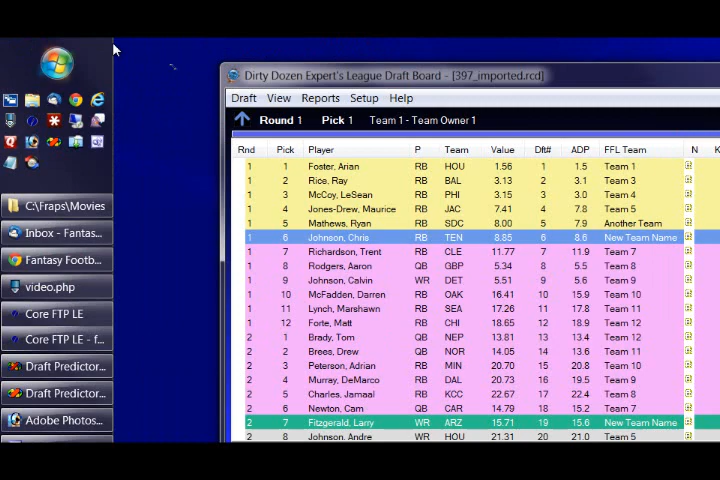 Dirty Dozen Expert's League Draft Board - [397_imported.rcd]
Draft View Reports Setup Help
Round 1 Pick 1 Team 1 - Team Owner 1
Rnd Pick Player P Team Value Dft# ADP FFL Team N K
1 1 Foster, Arian RB HOU 1.56 1 1.5 Team 1
1 2 Rice, Ray RB BAL 3.13 2 3.1 Team 3
1 3 McCoy, LeSean RB PHI 3.15 3 3.0 Team 4
1 4 Jones-Drew, Maurice RB JAC 7.41 4 7.8 Team 5
1 5 Mathews, Ryan RB SDC 8.00 5 7.9 Another Team
1 6 Johnson, Chris RB TEN 8.85 6 8.6 New Team Name
1 7 Richardson, Trent RB CLE 11.77 7 11.9 Team 7
1 8 Rodgers, Aaron QB GBP 5.34 8 5.5 Team 8
1 9 Johnson, Calvin WR DET 5.51 9 5.6 Team 9
1 10 McFadden, Darren RB OAK 16.41 10 15.9 Team 10
1 11 Lynch, Marshawn RB SEA 17.26 11 17.8 Team 11
1 12 Forte, Matt RB CHI 18.65 12 18.9 Team 12
2 1 Brady, Tom QB NEP 13.81 13 13.4 Team 12
2 2 Brees, Drew QB NOR 14.05 14 13.6 Team 11
2 3 Peterson, Adrian RB MIN 20.70 15 20.8 Team 10
2 4 Murray, DeMarco RB DAL 20.73 16 19.5 Team 9
2 5 Charles, Jamaal RB KCC 22.67 17 22.4 Team 8
2 6 Newton, Cam QB CAR 14.79 18 15.2 Team 7
2 7 Fitzgerald, Larry WR ARZ 15.71 19 15.6 New Team Name
2 8 Johnson, Andre WR HOU 21.31 20 21.0 Team 5
C:\Fraps\Movies
Inbox - Fantas...
Fantasy Footb...
video.php
Core FTP LE
Core FTP LE - f...
Draft Predictor...
Draft Predictor...
Adobe Photos...